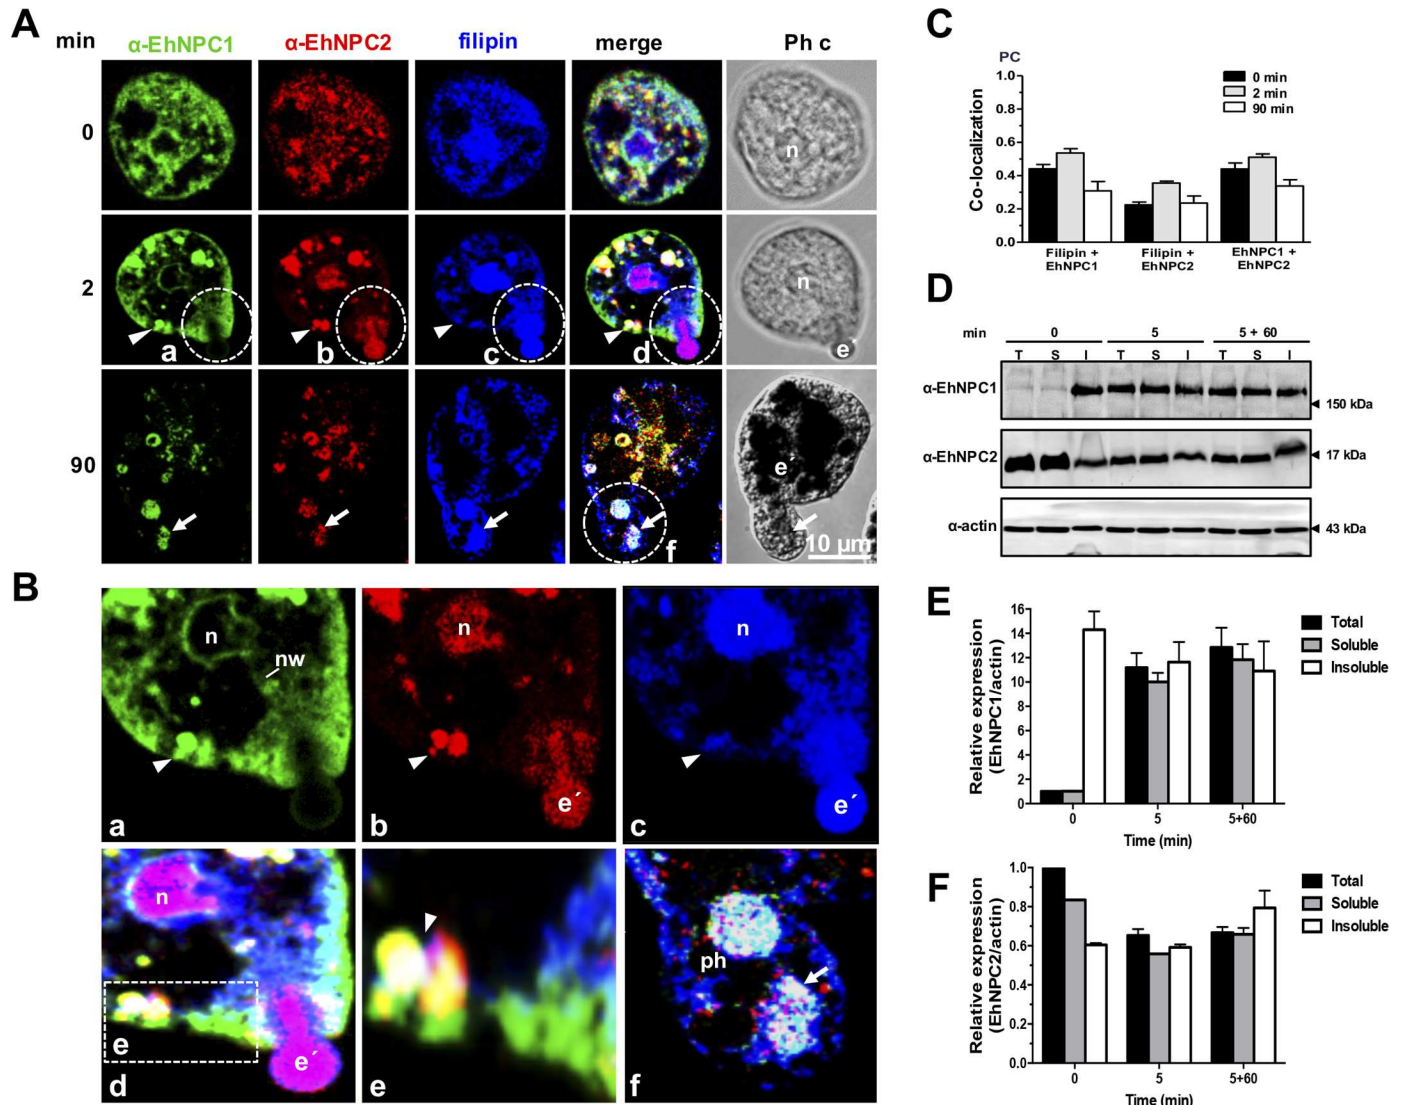 A
min
α-EhNPC1
α-EhNPC2
filipin
merge
Ph c
0
n
2
a
b
c
d
n
e´
90
f
e´
10 µm
B
n
nw
a
n
e´
b
n
e´
c
n
e
e´
d
e
ph
f
C
PC
Co-localization
1.0
0.8
0.6
0.4
0.2
0.0
0 min
2 min
90 min
Filipin +
EhNPC1
Filipin +
EhNPC2
EhNPC1 +
EhNPC2
D
min 0 5 5 + 60
T S I T S I T S I
α-EhNPC1
150 kDa
α-EhNPC2
17 kDa
α-actin
43 kDa
E
Relative expression
(EhNPC1/actin)
16
14
12
10
8
6
4
2
0
Total
Soluble
Insoluble
0 5 5+60
Time (min)
F
Relative expression
(EhNPC2/actin)
1.0
0.8
0.6
0.4
0.2
0.0
Total
Soluble
Insoluble
0 5 5+60
Time (min)